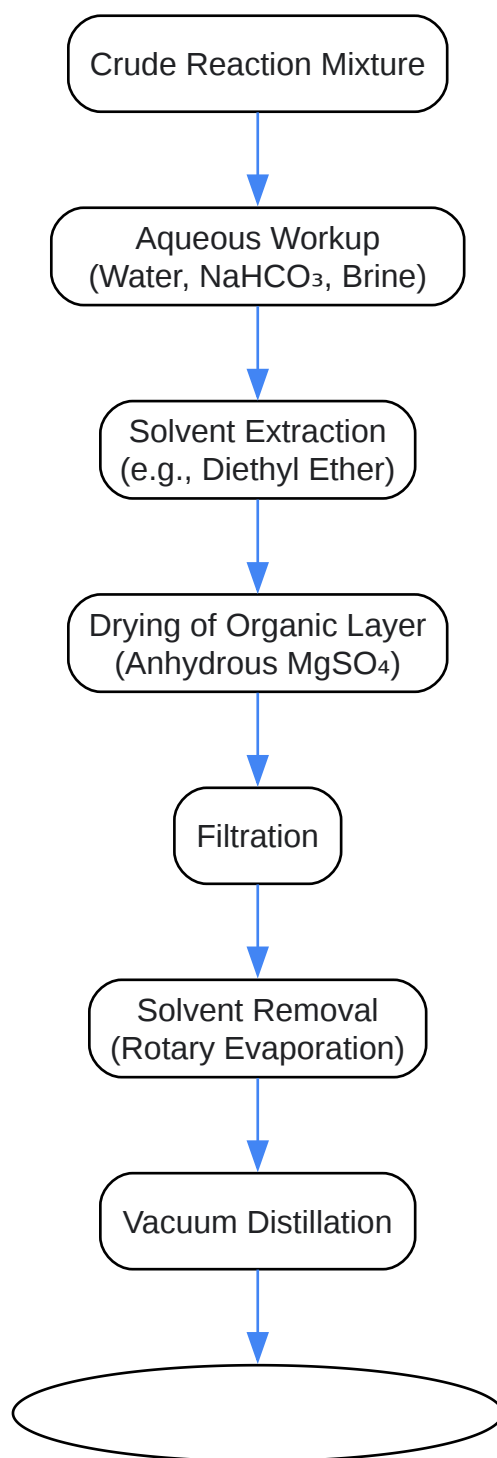 Crude Reaction Mixture
Aqueous Workup
(Water, NaHCO₃, Brine)
Solvent Extraction
(e.g., Diethyl Ether)
Drying of Organic Layer
(Anhydrous MgSO₄)
Filtration
Solvent Removal
(Rotary Evaporation)
Vacuum Distillation